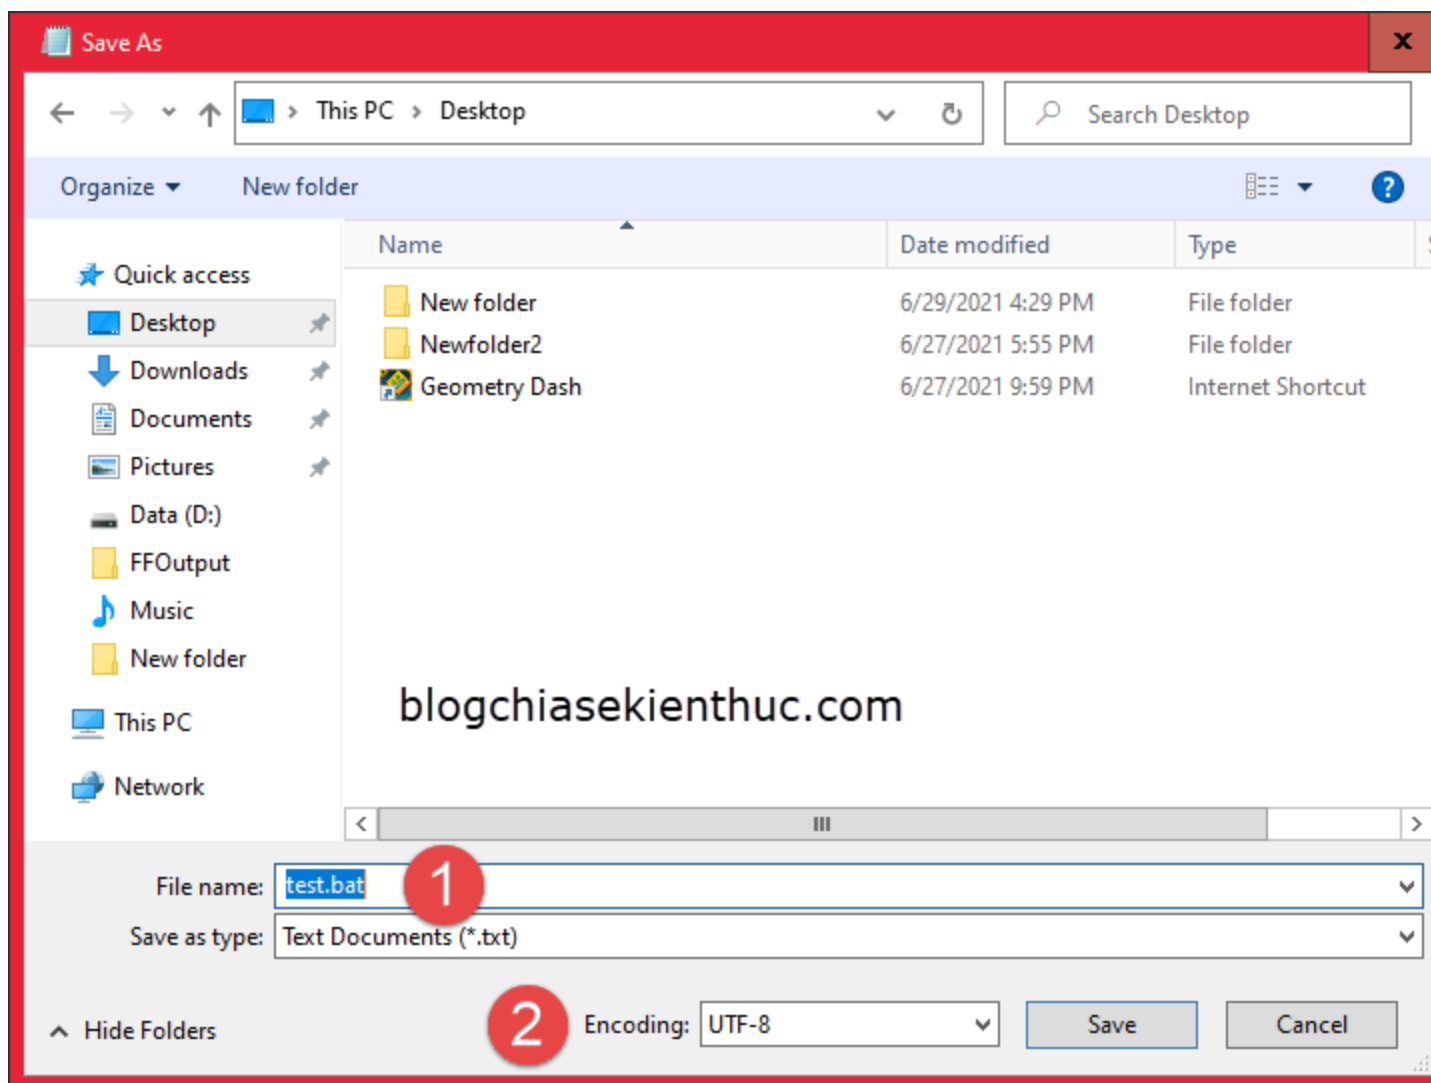 Save As
x
This PC > Desktop
Search Desktop
Organize
New folder
?
Name
Date modified
Type
Quick access
Desktop
Downloads
Documents
Pictures
Data (D:)
FFOutput
Music
New folder
This PC
Network
New folder 6/29/2021 4:29 PM File folder
Newfolder2 6/27/2021 5:55 PM File folder
Geometry Dash 6/27/2021 9:59 PM Internet Shortcut
blogchiasekienthuc.com
File name: test.bat
1
Save as type: Text Documents (*.txt)
Hide Folders
2
Encoding: UTF-8
Save
Cancel